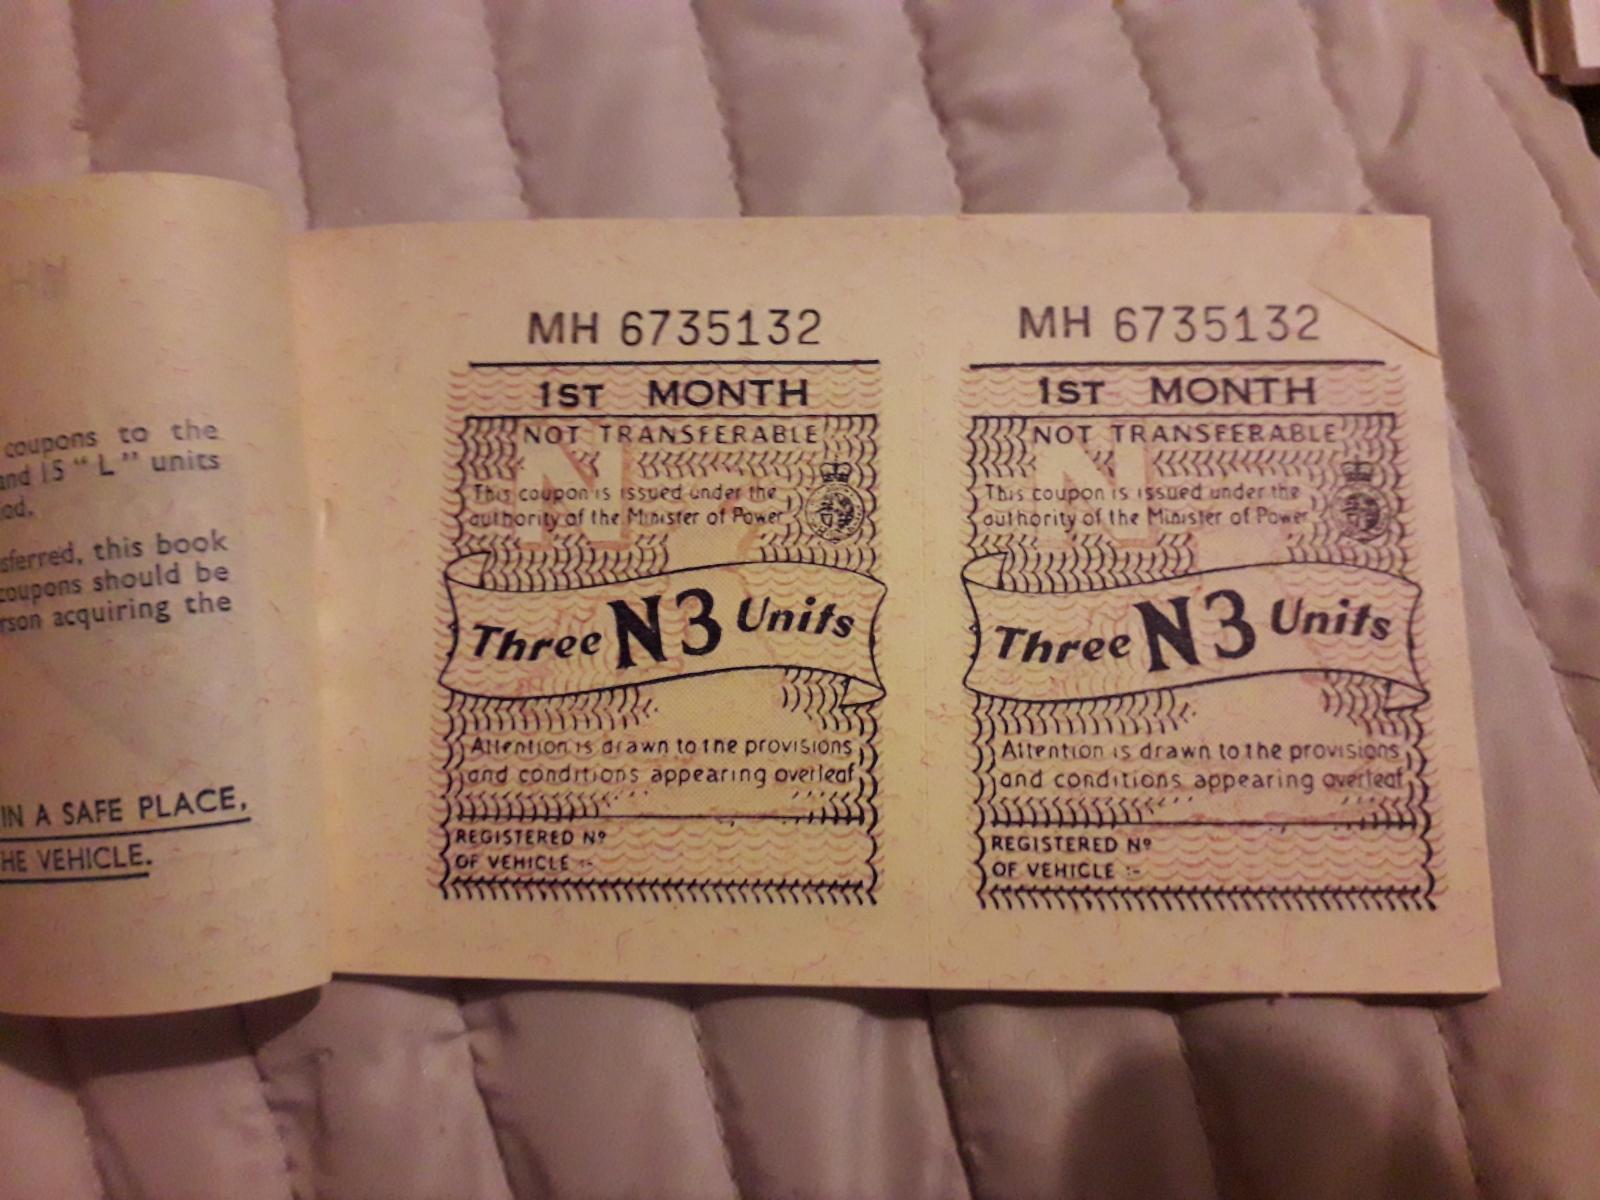 coupons to the
and 15 "L" units
od.
sferred, this book
coupons should be
rson acquiring the
IN A SAFE PLACE,
HE VEHICLE.
MH 6735132
1ST MONTH
NOT TRANSFERABLE
N
This coupon is issued under the
authority of the Minister of Power
Three N3 Units
Attention is drawn to the provisions
and conditions appearing overleaf
REGISTERED Nº
OF VEHICLE :-
MH 6735132
1ST MONTH
NOT TRANSFERABLE
N
This coupon is issued under the
authority of the Minister of Power
Three N3 Units
Attention is drawn to the provisions
and conditions appearing overleaf
REGISTERED Nº
OF VEHICLE :-